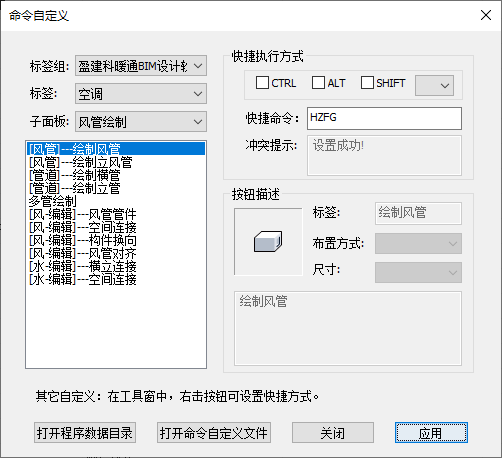 命令自定义
标签组:
盈建科暖通BIM设计软
标签:
空调
子面板:
风管绘制
[风管]---绘制风管
[风管]---绘制立风管
[管道]---绘制横管
[管道]---绘制立管
多管绘制
[风-编辑]---风管管件
[风-编辑]---空间连接
[风-编辑]---构件换向
[风-编辑]---风管对齐
[水-编辑]---横立连接
[水-编辑]---空间连接
快捷执行方式
CTRL ALT SHIFT
快捷命令:
HZFG
冲突提示:
设置成功!
按钮描述
标签:
绘制风管
布置方式:
尺寸:
绘制风管
其它自定义:在工具窗中，右击按钮可设置快捷方式。
打开程序数据目录 打开命令自定义文件 关闭 应用